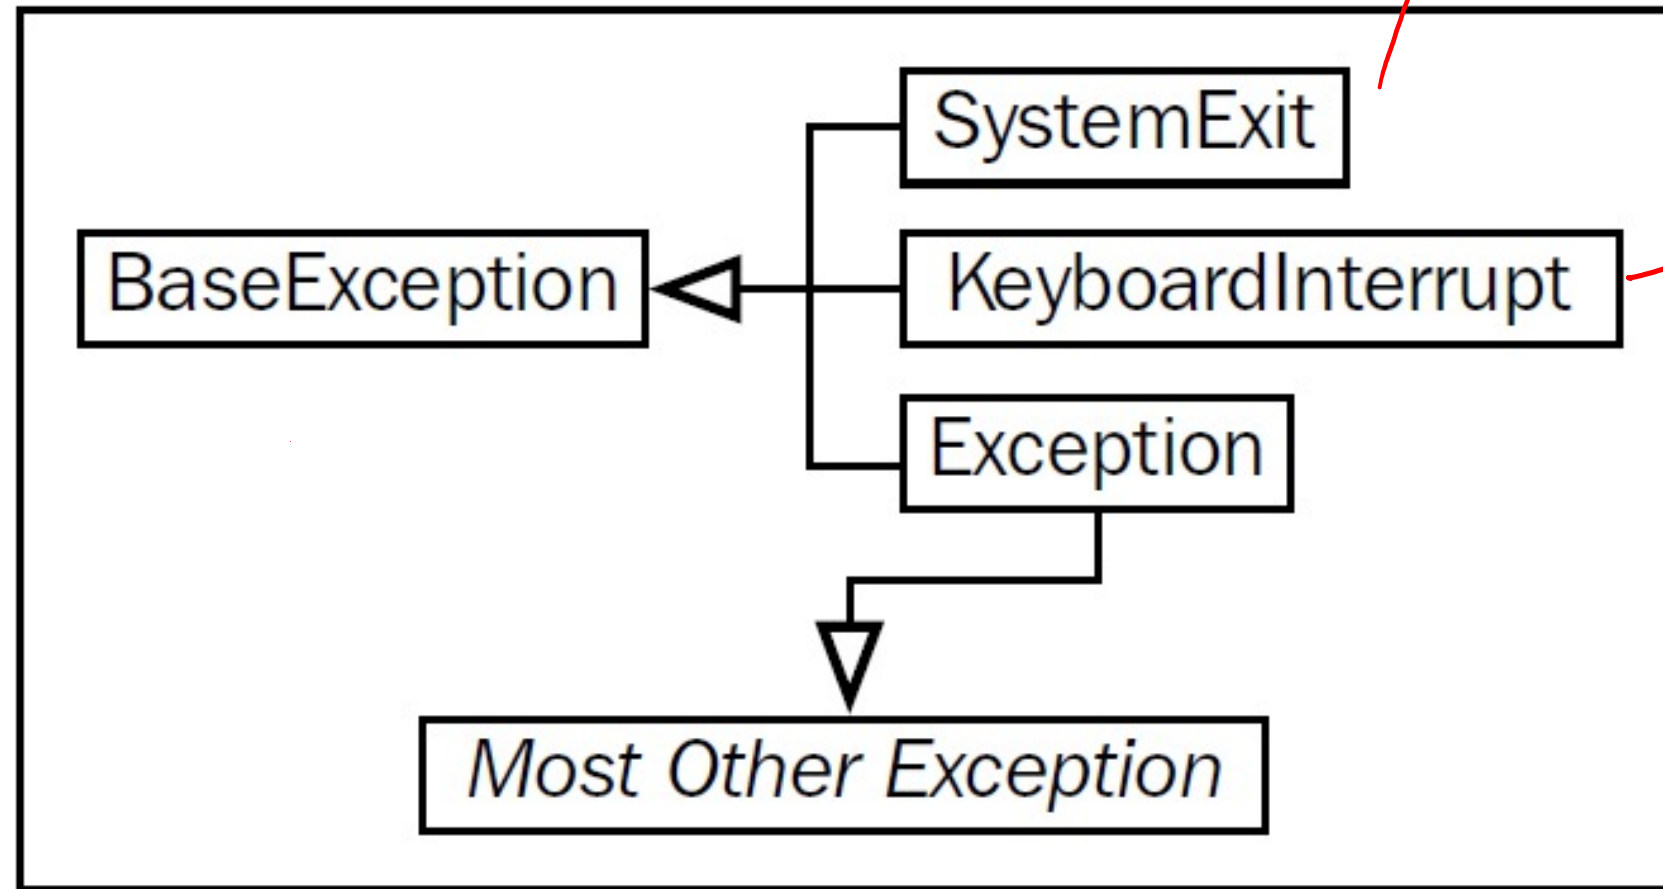 SystemExit
BaseException
KeyboardInterrupt
Exception
Most Other Exception